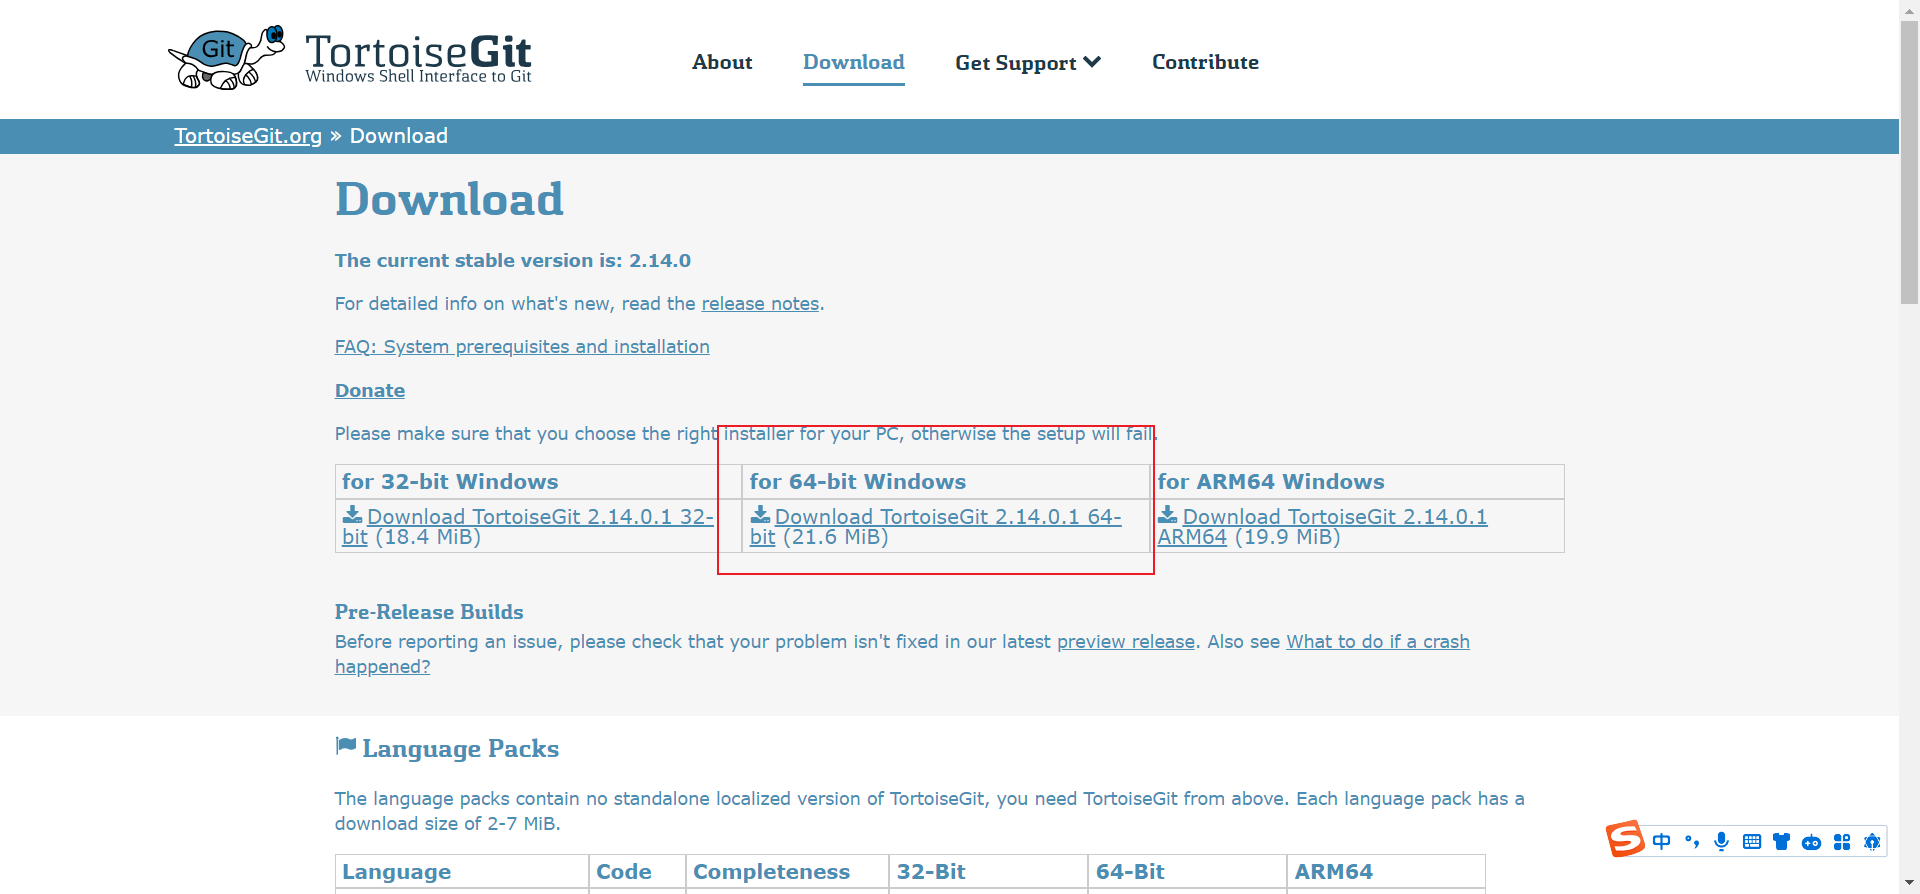 Git
TortoiseGit
Windows Shell Interface to Git
About
Download
Get Support
Contribute
TortoiseGit.org » Download
Download
The current stable version is: 2.14.0
For detailed info on what's new, read the release notes.
FAQ: System prerequisites and installation
Donate
Please make sure that you choose the right installer for your PC, otherwise the setup will fail.
for 32-bit Windows
for 64-bit Windows
for ARM64 Windows
Download TortoiseGit 2.14.0.1 32-
bit (18.4 MiB)
Download TortoiseGit 2.14.0.1 64-
bit (21.6 MiB)
Download TortoiseGit 2.14.0.1
ARM64 (19.9 MiB)
Pre-Release Builds
Before reporting an issue, please check that your problem isn't fixed in our latest preview release. Also see What to do if a crash
happened?
Language Packs
The language packs contain no standalone localized version of TortoiseGit, you need TortoiseGit from above. Each language pack has a
download size of 2-7 MiB.
Language
Code
Completeness
32-Bit
64-Bit
ARM64
S
中